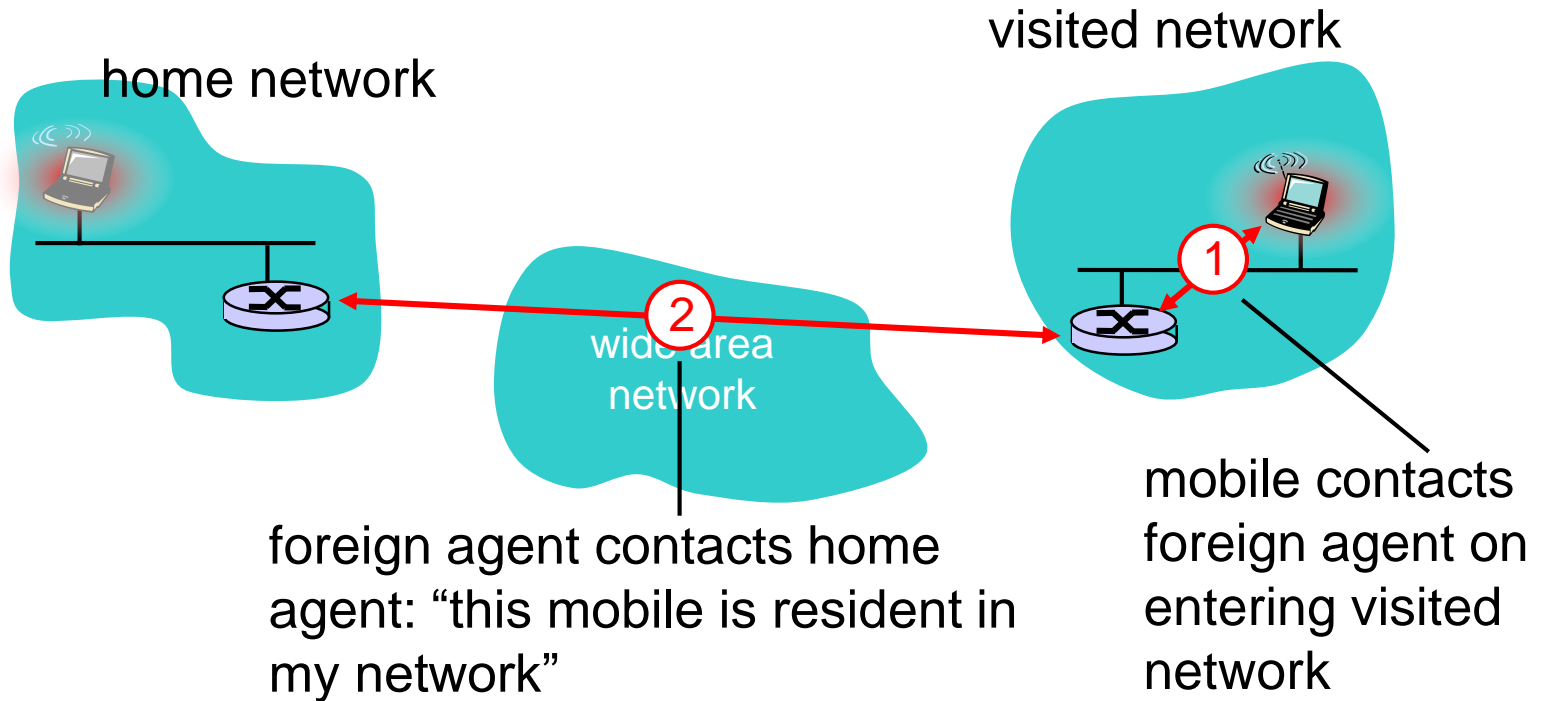 visited network
home network
1
2
wide area
network
mobile contacts
foreign agent on
entering visited
network
foreign agent contacts home
agent: “this mobile is resident in
my network”